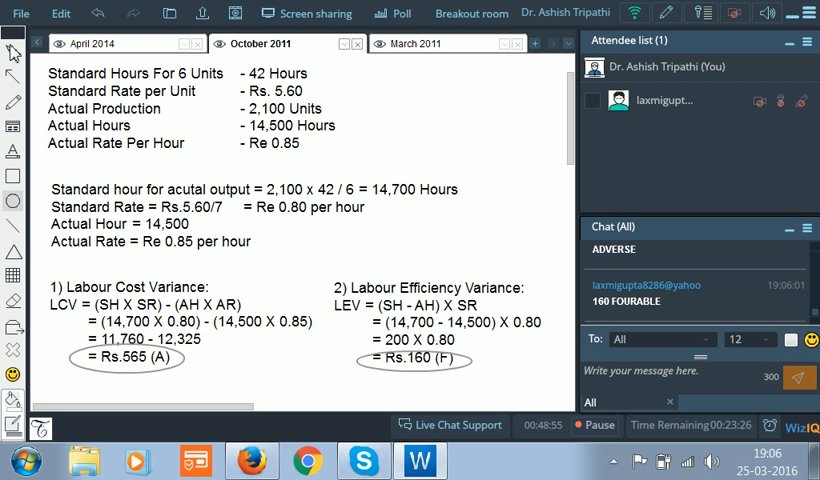 File Edit Screen sharing Poll Breakout room Dr. Ashish Tripathi
April 2014 October 2011 March 2011
Attendee list (1)
Dr. Ashish Tripathi (You)
laxmigupt...
Standard Hours For 6 Units - 42 Hours
Standard Rate per Unit - Rs. 5.60
Actual Production - 2,100 Units
Actual Hours - 14,500 Hours
Actual Rate Per Hour - Re 0.85
Standard hour for acutal output = 2,100 x 42 / 6 = 14,700 Hours
Standard Rate = Rs.5.60/7 = Re 0.80 per hour
Actual Hour = 14,500
Actual Rate = Re 0.85 per hour
1) Labour Cost Variance:
LCV = (SH X SR) - (AH X AR)
= (14,700 X 0.80) - (14,500 X 0.85)
= 11,760 - 12,325
= Rs.565 (A)
2) Labour Efficiency Variance:
LEV = (SH - AH) X SR
= (14,700 - 14,500) X 0.80
= 200 X 0.80
= Rs.160 (F)
Chat (All)
ADVERSE
laxmigupta8286@yahoo 19:06:01
160 FOURABLE
To: All 12
Write your message here... 300
All
Live Chat Support 00:48:55 Pause Time Remaining 00:23:26 WizIQ
19:06
25-03-2016